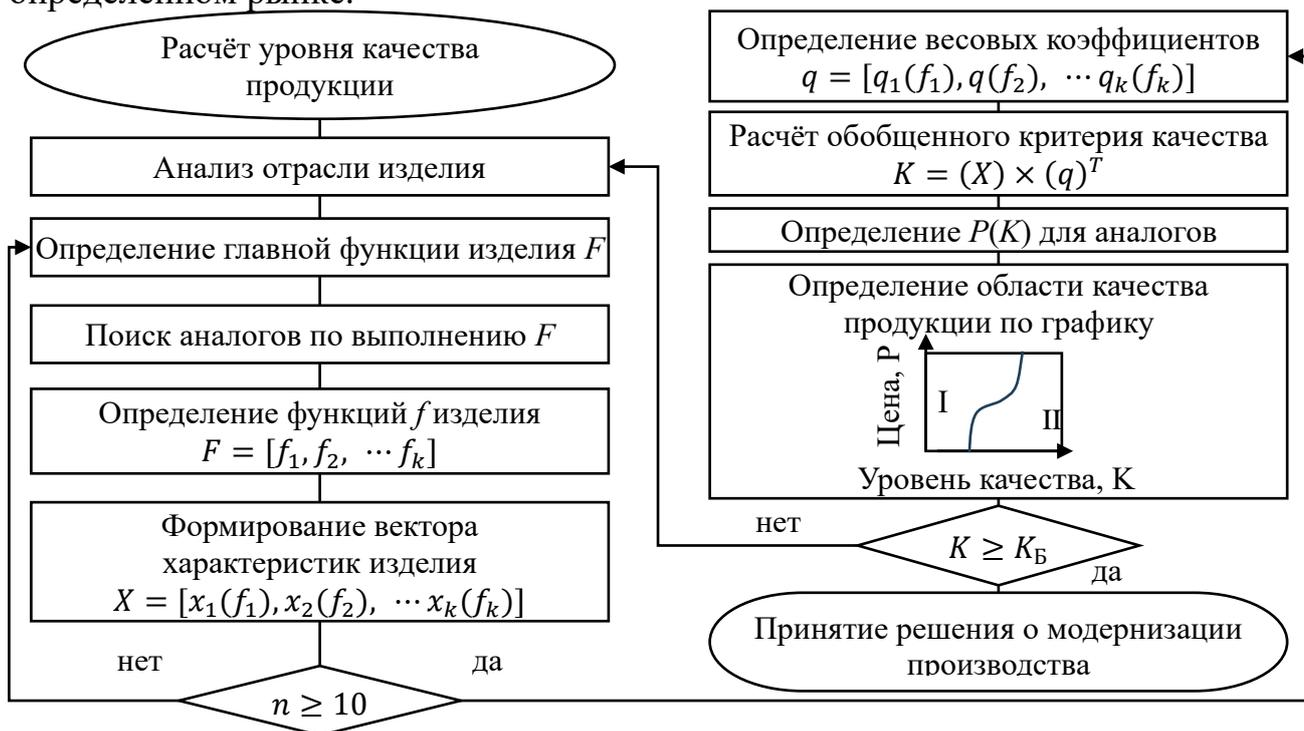 определенном рынке.
Расчёт уровня качества
продукции
Анализ отрасли изделия
Определение главной функции изделия F
Поиск аналогов по выполнению F
Определение функций f изделия
F = [f₁, f₂, ⋯ fₖ]
Формирование вектора
характеристик изделия
X = [x₁(f₁), x₂(f₂), ⋯ xₖ(fₖ)]
нет
да
n ≥ 10
Определение весовых коэффициентов
q = [q₁(f₁), q(f₂), ⋯ qₖ(fₖ)]
Расчёт обобщенного критерия качества
K = (X) × (q)ᵀ
Определение P(K) для аналогов
Определение области качества
продукции по графику
Цена, P
I
II
Уровень качества, K
нет
K ≥ K_Б
да
Принятие решения о модернизации
производства